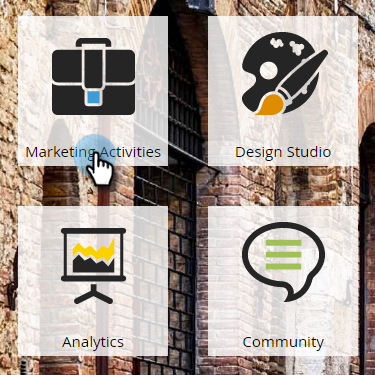 Marketing Activities
Design Studio
Analytics
Community